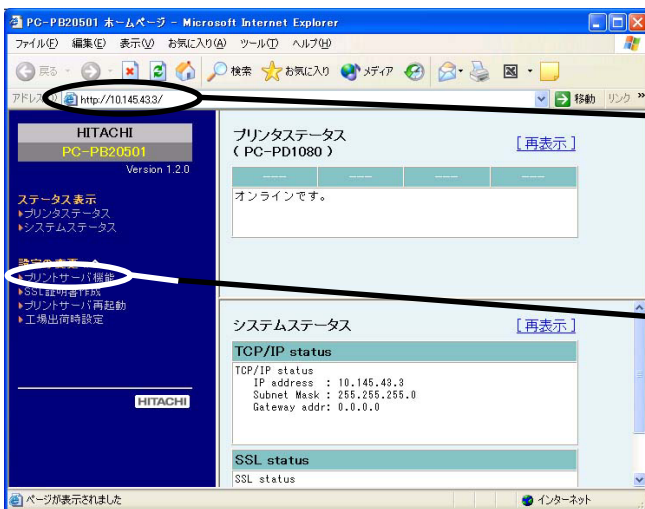 PC-PB20501 ホームページ - Microsoft Internet Explorer
ファイル(F) 編集(E) 表示(V) お気に入り(A) ツール(T) ヘルプ(H)
戻る 検索 お気に入り メディア
http://10.145.43.3/ 移動 リンク »
HITACHI
PC-PB20501
Version 1.2.0
ステータス表示
プリンタステータス
システムステータス
設定の変更
プリントサーバ機能
SSL証明書作成
プリントサーバ再起動
工場出荷時設定
HITACHI
プリンタステータス
( PC-PD1080 )
[再表示]
--- --- --- ---
オンラインです。
システムステータス
[再表示]
TCP/IP status
TCP/IP status
IP address : 10.145.43.3
Subnet Mask : 255.255.255.0
Gateway addr: 0.0.0.0
SSL status
SSL status
ページが表示されました
インターネット